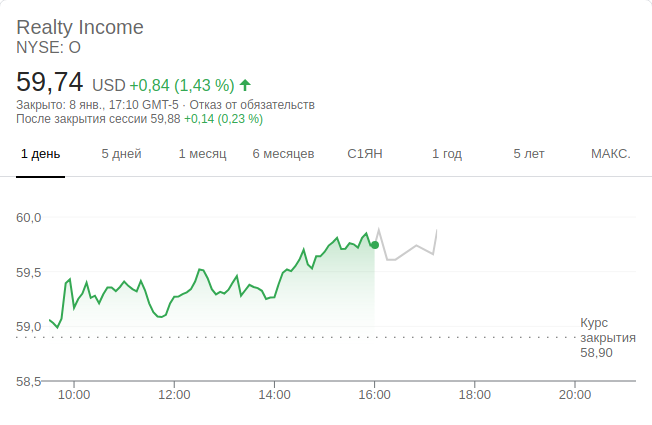 Realty Income
NYSE: O
59,74 USD +0,84 (1,43 %)
Закрыто: 8 янв., 17:10 GMT-5 · Отказ от обязательств
После закрытия сессии 59,88 +0,14 (0,23 %)
1 день 5 дней 1 месяц 6 месяцев С1ЯН 1 год 5 лет МАКС.
60,0
59,5
59,0
Курс
закрытия
58,90
58,5
10:00 12:00 14:00 16:00 18:00 20:00